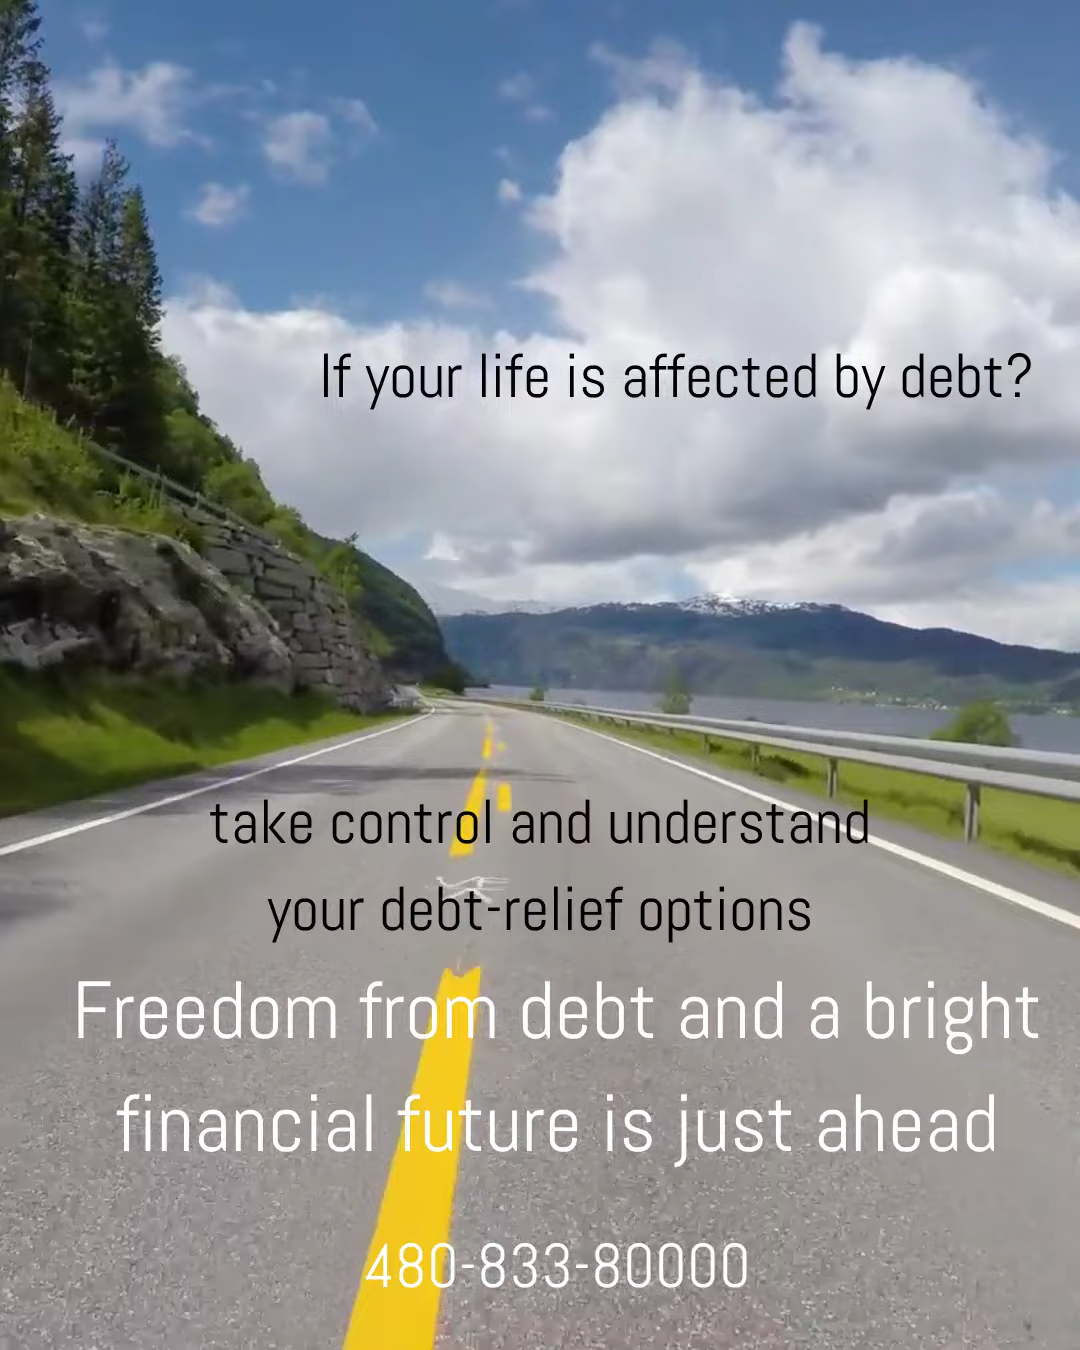 If your life is affected by debt?
take control and understand
your debt-relief options
Freedom from debt and a bright
financial future is just ahead
480-833-80000